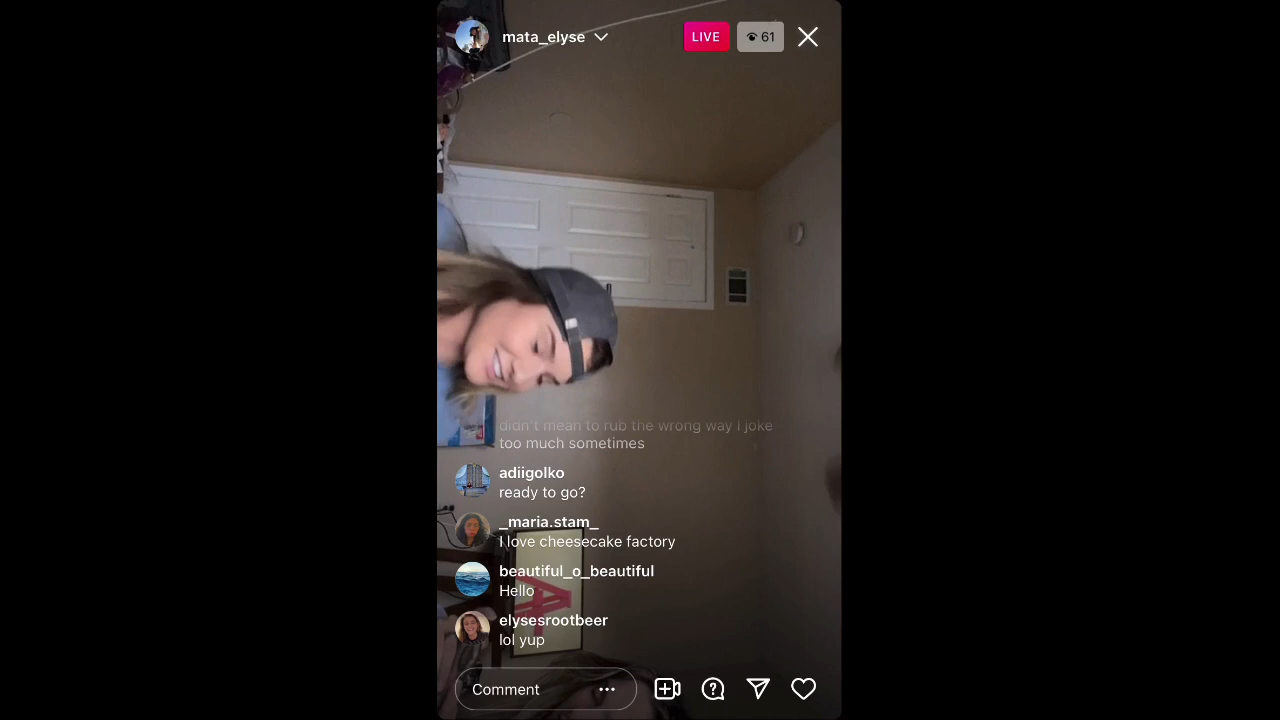 mata_elyse
LIVE
61
didn't mean to rub the wrong way I joke
too much sometimes
adiigolko
ready to go?
_maria.stam_
I love cheesecake factory
beautiful_o_beautiful
Hello
elysesrootbeer
lol yup
Comment
A